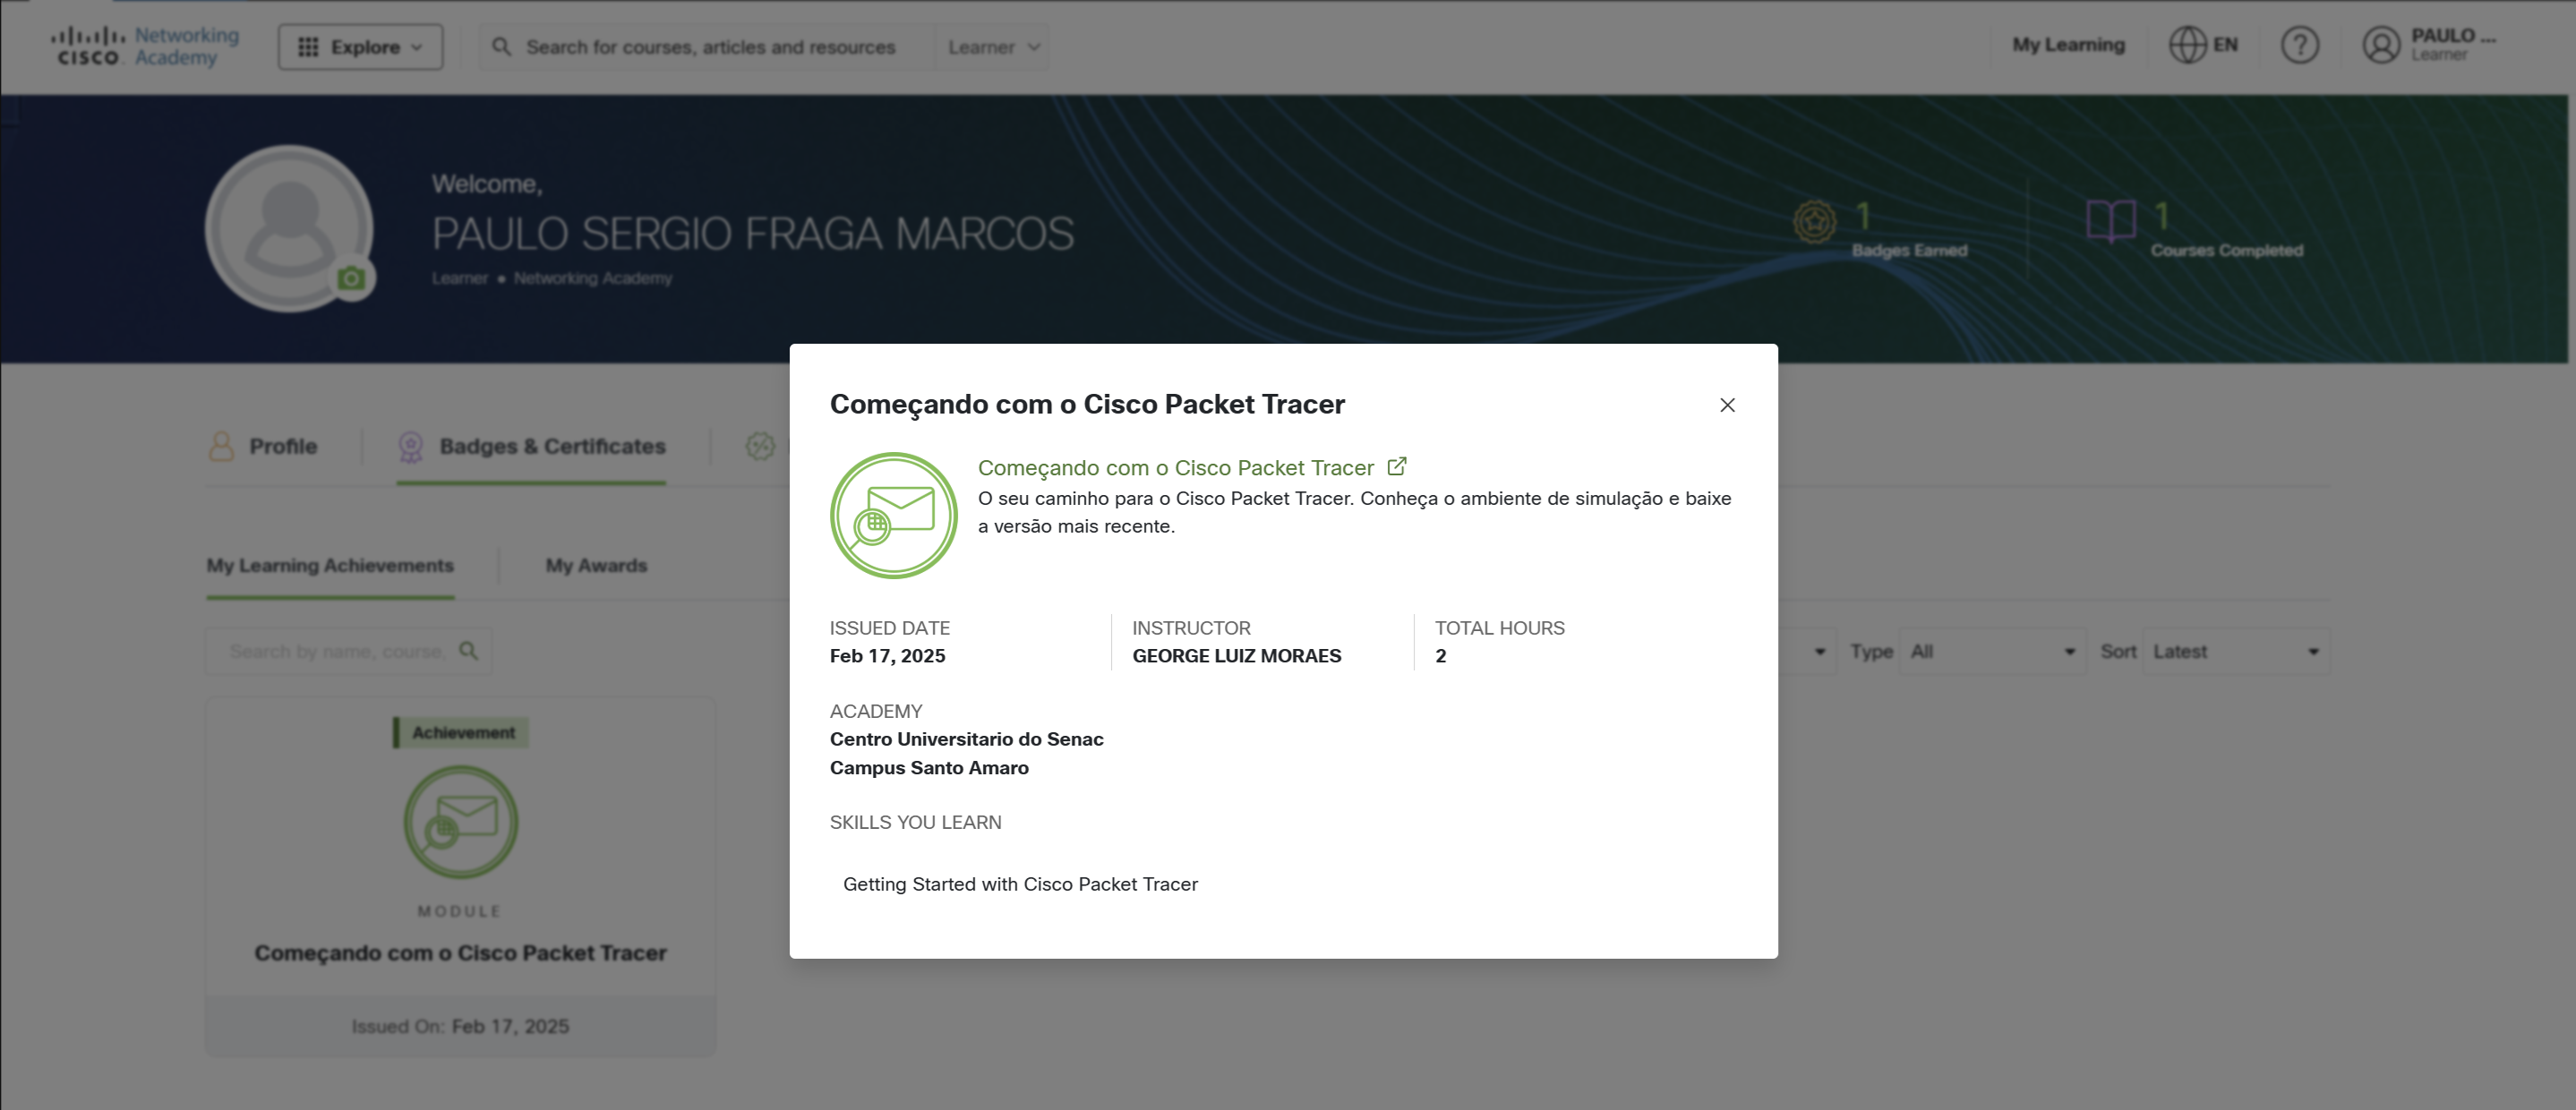 CISCO Networking Academy
Explore
Search for courses, articles and resources
Learner
My Learning
EN
PAULO ...
Learner
Welcome,
PAULO SERGIO FRAGA MARCOS
Learner • Networking Academy
1
Badges Earned
1
Courses Completed
Profile
Badges & Certificates
My Learning Achievements
My Awards
Search by name, course,
Type
All
Sort
Latest
Achievement
MODULE
Começando com o Cisco Packet Tracer
Issued On: Feb 17, 2025
Começando com o Cisco Packet Tracer
Começando com o Cisco Packet Tracer
O seu caminho para o Cisco Packet Tracer. Conheça o ambiente de simulação e baixe
a versão mais recente.
ISSUED DATE
Feb 17, 2025
INSTRUCTOR
GEORGE LUIZ MORAES
TOTAL HOURS
2
ACADEMY
Centro Universitario do Senac
Campus Santo Amaro
SKILLS YOU LEARN
Getting Started with Cisco Packet Tracer